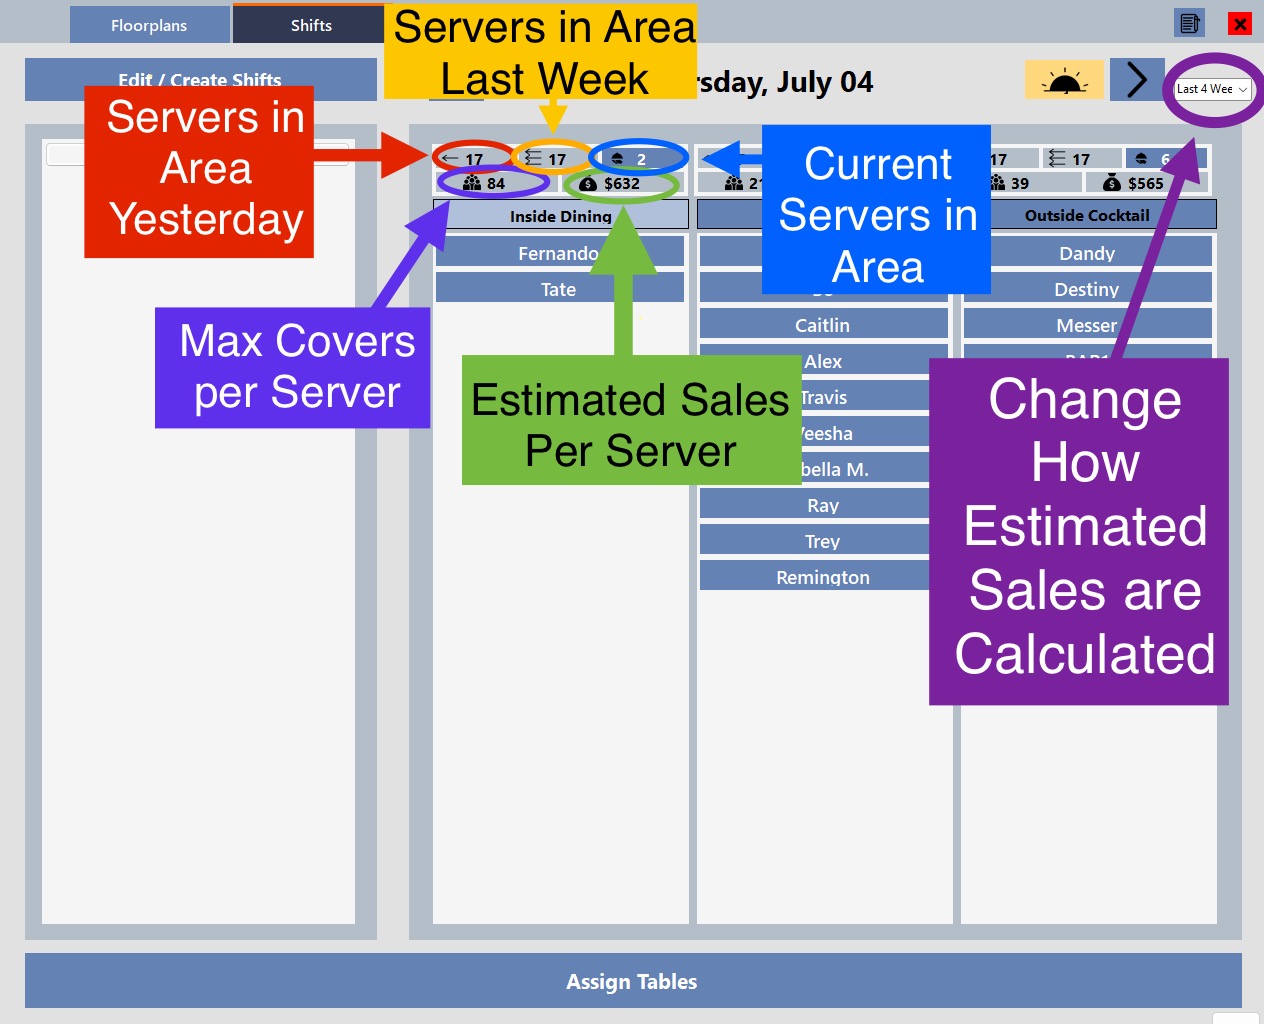 Floorplans
Shifts
Servers in Area
Last Week
Edit / Create Shifts
rsday, July 04
Last 4 Wee
Servers in
Area
Yesterday
17
17
2
84
$632
Inside Dining
Fernando
Tate
Max Covers
per Server
Estimated Sales
Per Server
Current
Servers in
Area
21
Caitlin
Alex
Travis
Veesha
bella M.
Ray
Trey
Remington
17
17
6
39
$565
Outside Cocktail
Dandy
Destiny
Messer
Change
How
Estimated
Sales are
Calculated
Assign Tables